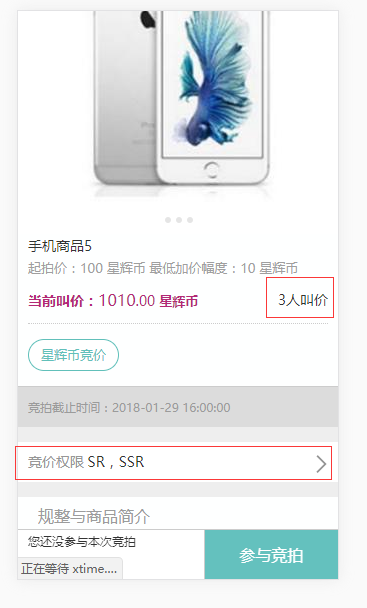 手机商品5
起拍价：100 星辉币 最低加价幅度：10 星辉币
当前叫价：1010.00 星辉币 3人叫价
星辉币竞价
竞拍截止时间：2018-01-29 16:00:00
竞价权限 SR，SSR
规整与商品简介
您还没参与本次竞拍
参与竞拍
正在等待 xtime....